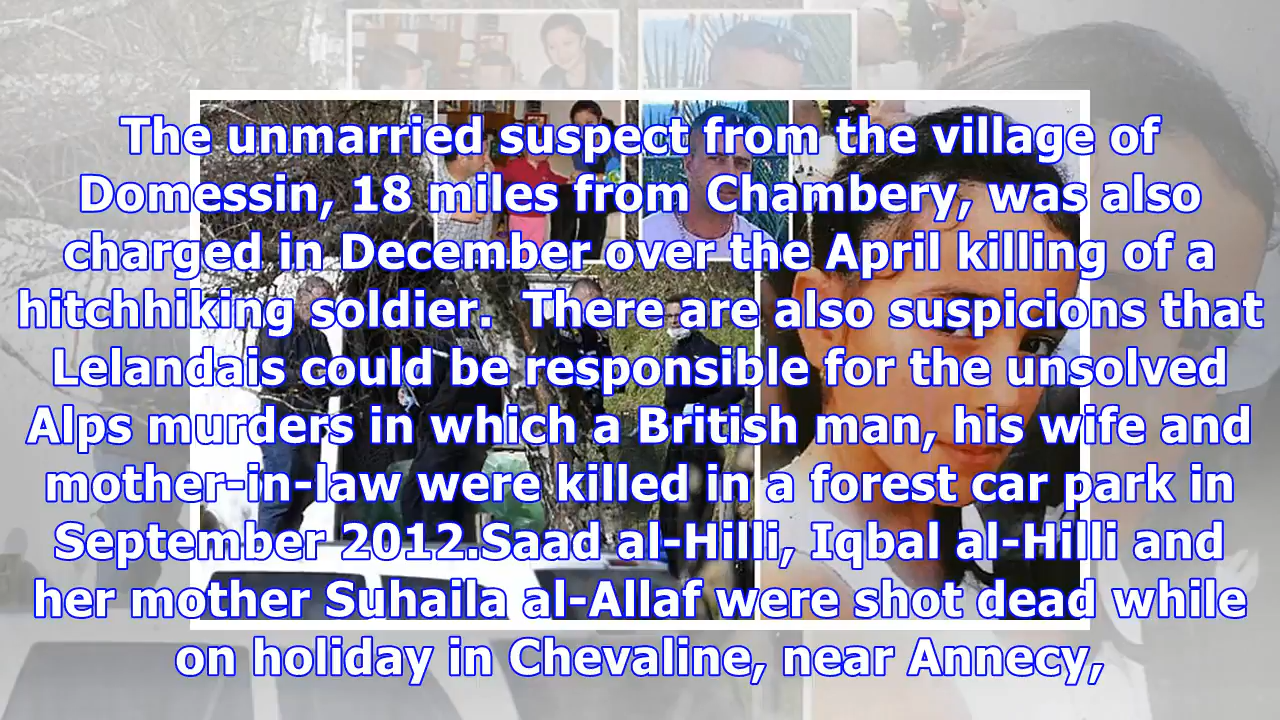 The unmarried suspect from the village of
Domessin, 18 miles from Chambery, was also
charged in December over the April killing of a
hitchhiking soldier.  There are also suspicions that
Lelandais could be responsible for the unsolved
Alps murders in which a British man, his wife and
mother-in-law were killed in a forest car park in
September 2012.Saad al-Hilli, Iqbal al-Hilli and
her mother Suhaila al-Allaf were shot dead while
on holiday in Chevaline, near Annecy,